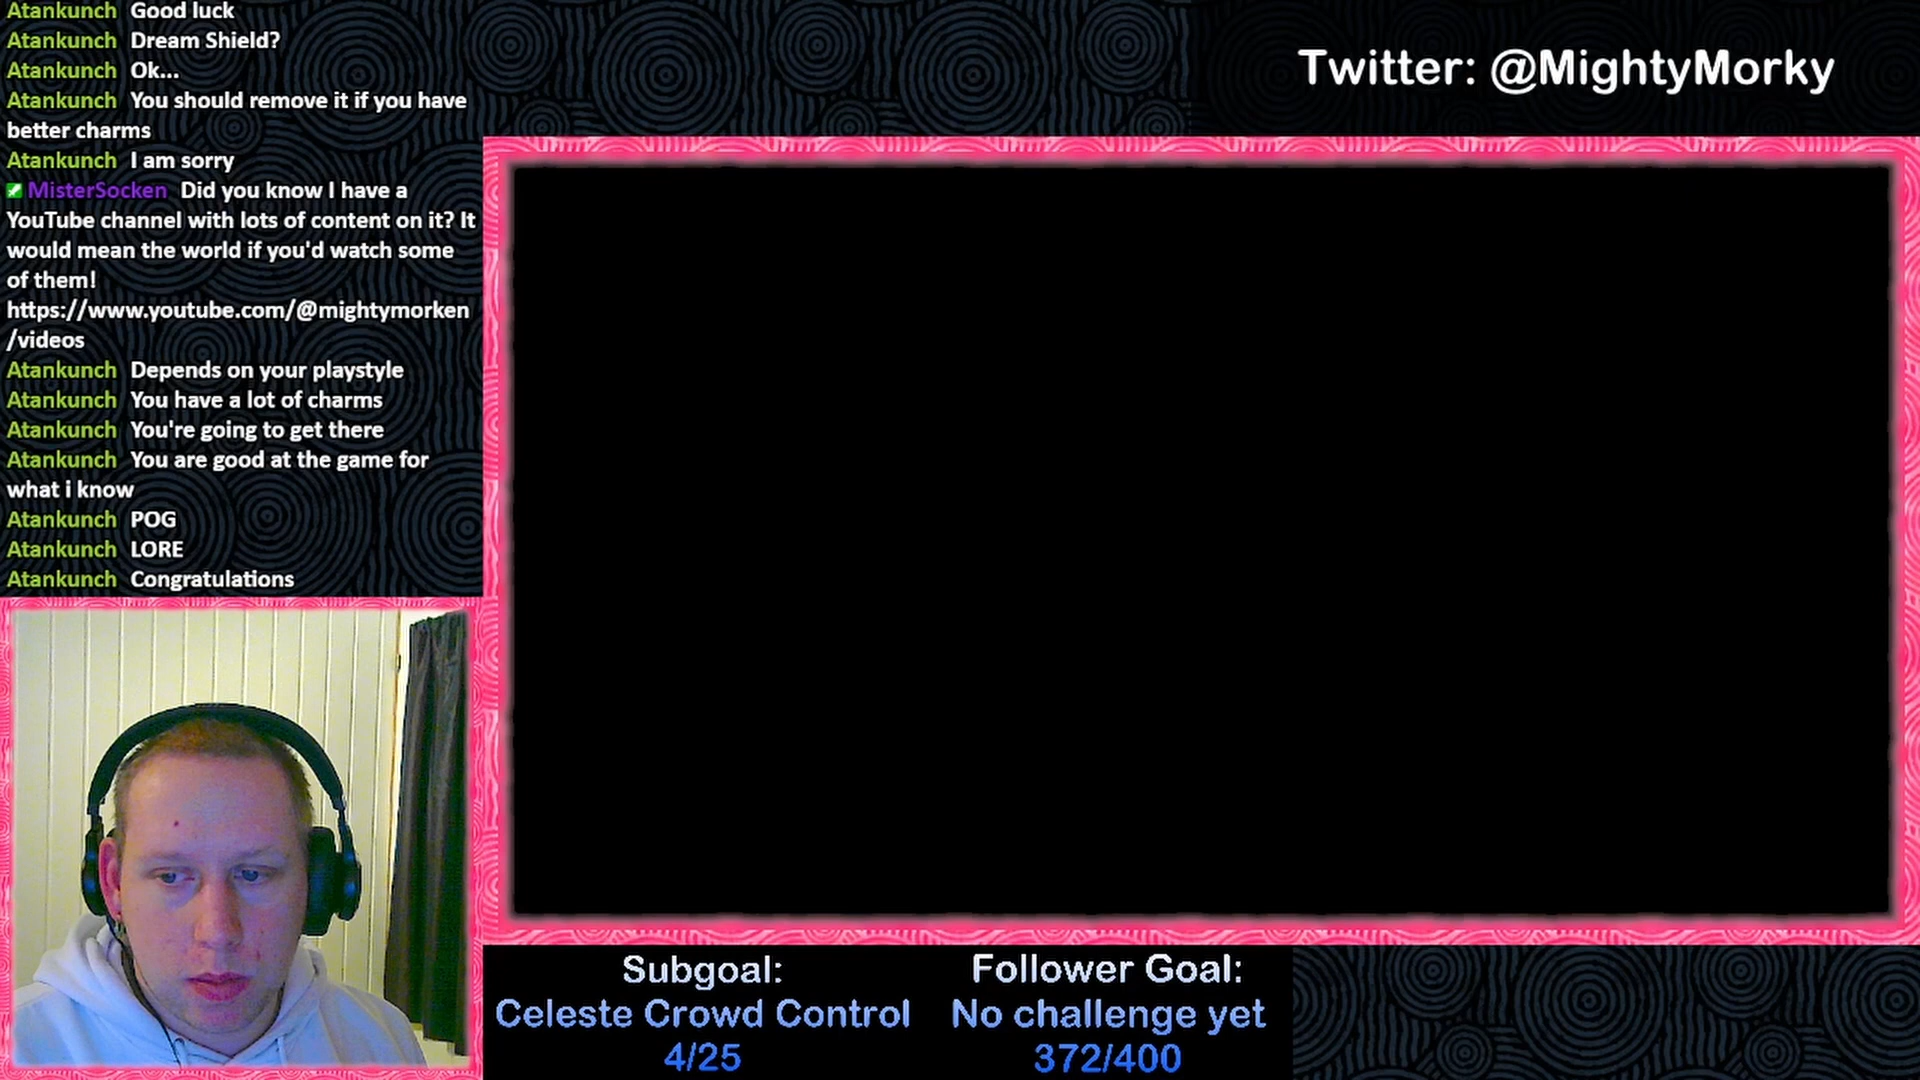 Atankunch Good luck
Atankunch Dream Shield?
Atankunch Ok...
Atankunch You should remove it if you have
better charms
Atankunch I am sorry
MisterSocken Did you know I have a
YouTube channel with lots of content on it? It
would mean the world if you'd watch some
of them!
https://www.youtube.com/@mightymorken
/videos
Atankunch Depends on your playstyle
Atankunch You have a lot of charms
Atankunch You're going to get there
Atankunch You are good at the game for
what i know
Atankunch POG
Atankunch LORE
Atankunch Congratulations
Twitter: @MightyMorky
Subgoal:
Celeste Crowd Control
4/25
Follower Goal:
No challenge yet
372/400